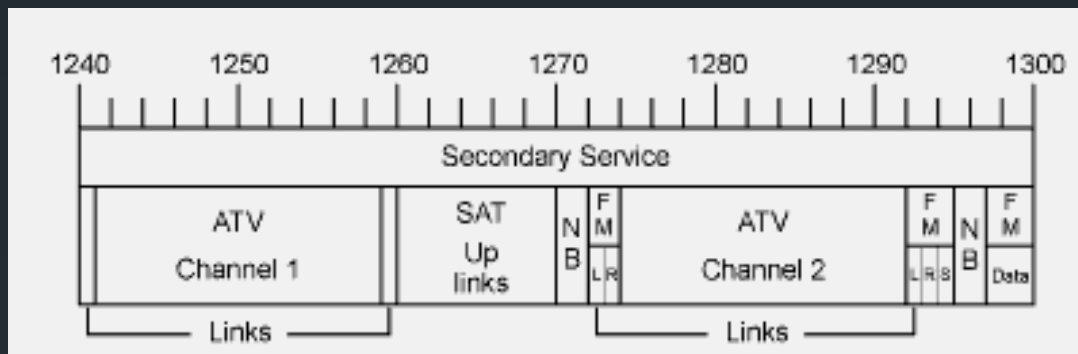 1240 1250 1260 1270 1280 1290 1300
Secondary Service
ATV
Channel 1
SAT
Up
links
N
B
F
M
L R
ATV
Channel 2
F
M
L R S
N
B
F
M
Data
Links
Links